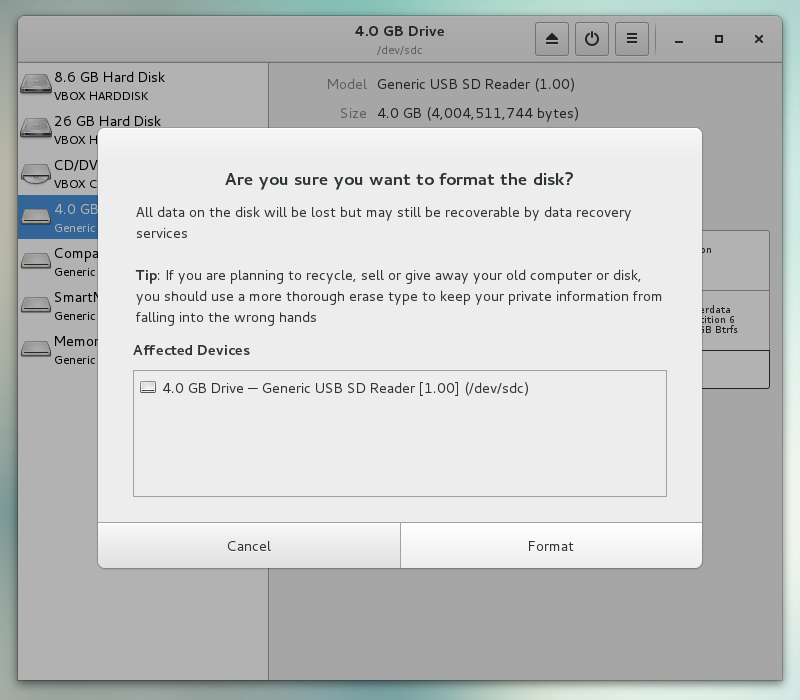 4.0 GB Drive
/dev/sdc
8.6 GB Hard Disk
VBOX HARDDISK
26 GB Hard Disk
VBOX H
CD/DV
VBOX C
4.0 GB
Generic
Compa
Generic
SmartM
Generic
Memor
Generic
Model Generic USB SD Reader (1.00)
Size 4.0 GB (4,004,511,744 bytes)
on
erdata
tition 6
GB Btrfs
Are you sure you want to format the disk?
All data on the disk will be lost but may still be recoverable by data recovery
services
Tip: If you are planning to recycle, sell or give away your old computer or disk,
you should use a more thorough erase type to keep your private information from
falling into the wrong hands
Affected Devices
4.0 GB Drive — Generic USB SD Reader [1.00] (/dev/sdc)
Cancel
Format